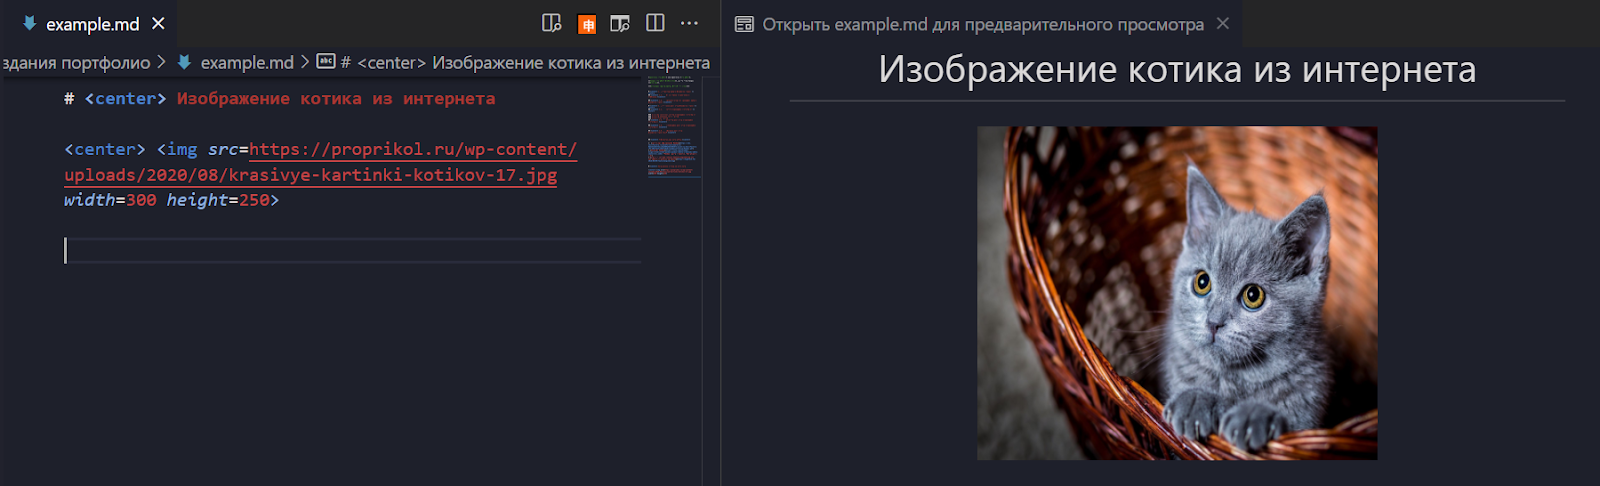 example.md
Открыть example.md для предварительного просмотра
здания портфолио > example.md > # <center> Изображение котика из интернета
# <center> Изображение котика из интернета
<center> <img src=https://proprikol.ru/wp-content/
uploads/2020/08/krasivye-kartinki-kotikov-17.jpg
width=300 height=250>
Изображение котика из интернета